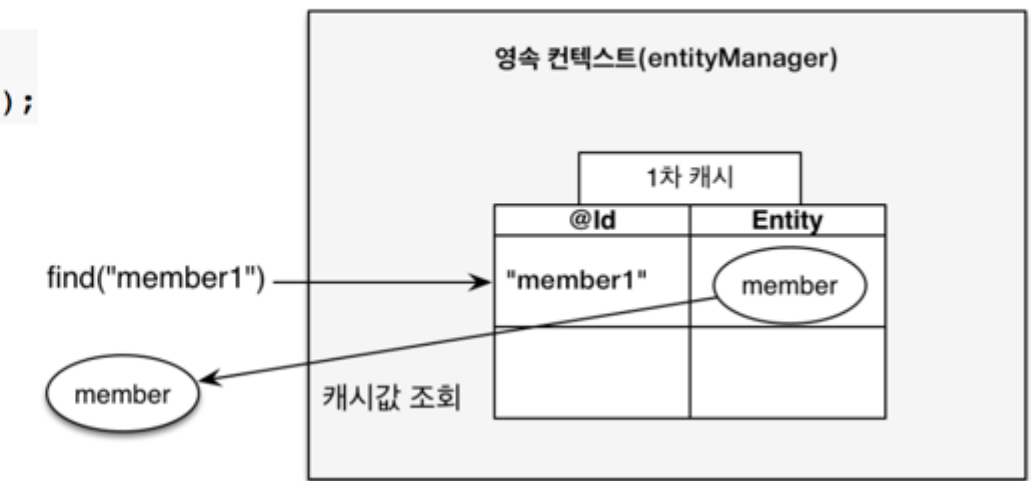 영속 컨텍스트(entityManager)
);
1차 캐시
@Id Entity
find("member1") "member1" member
member
캐시값 조회